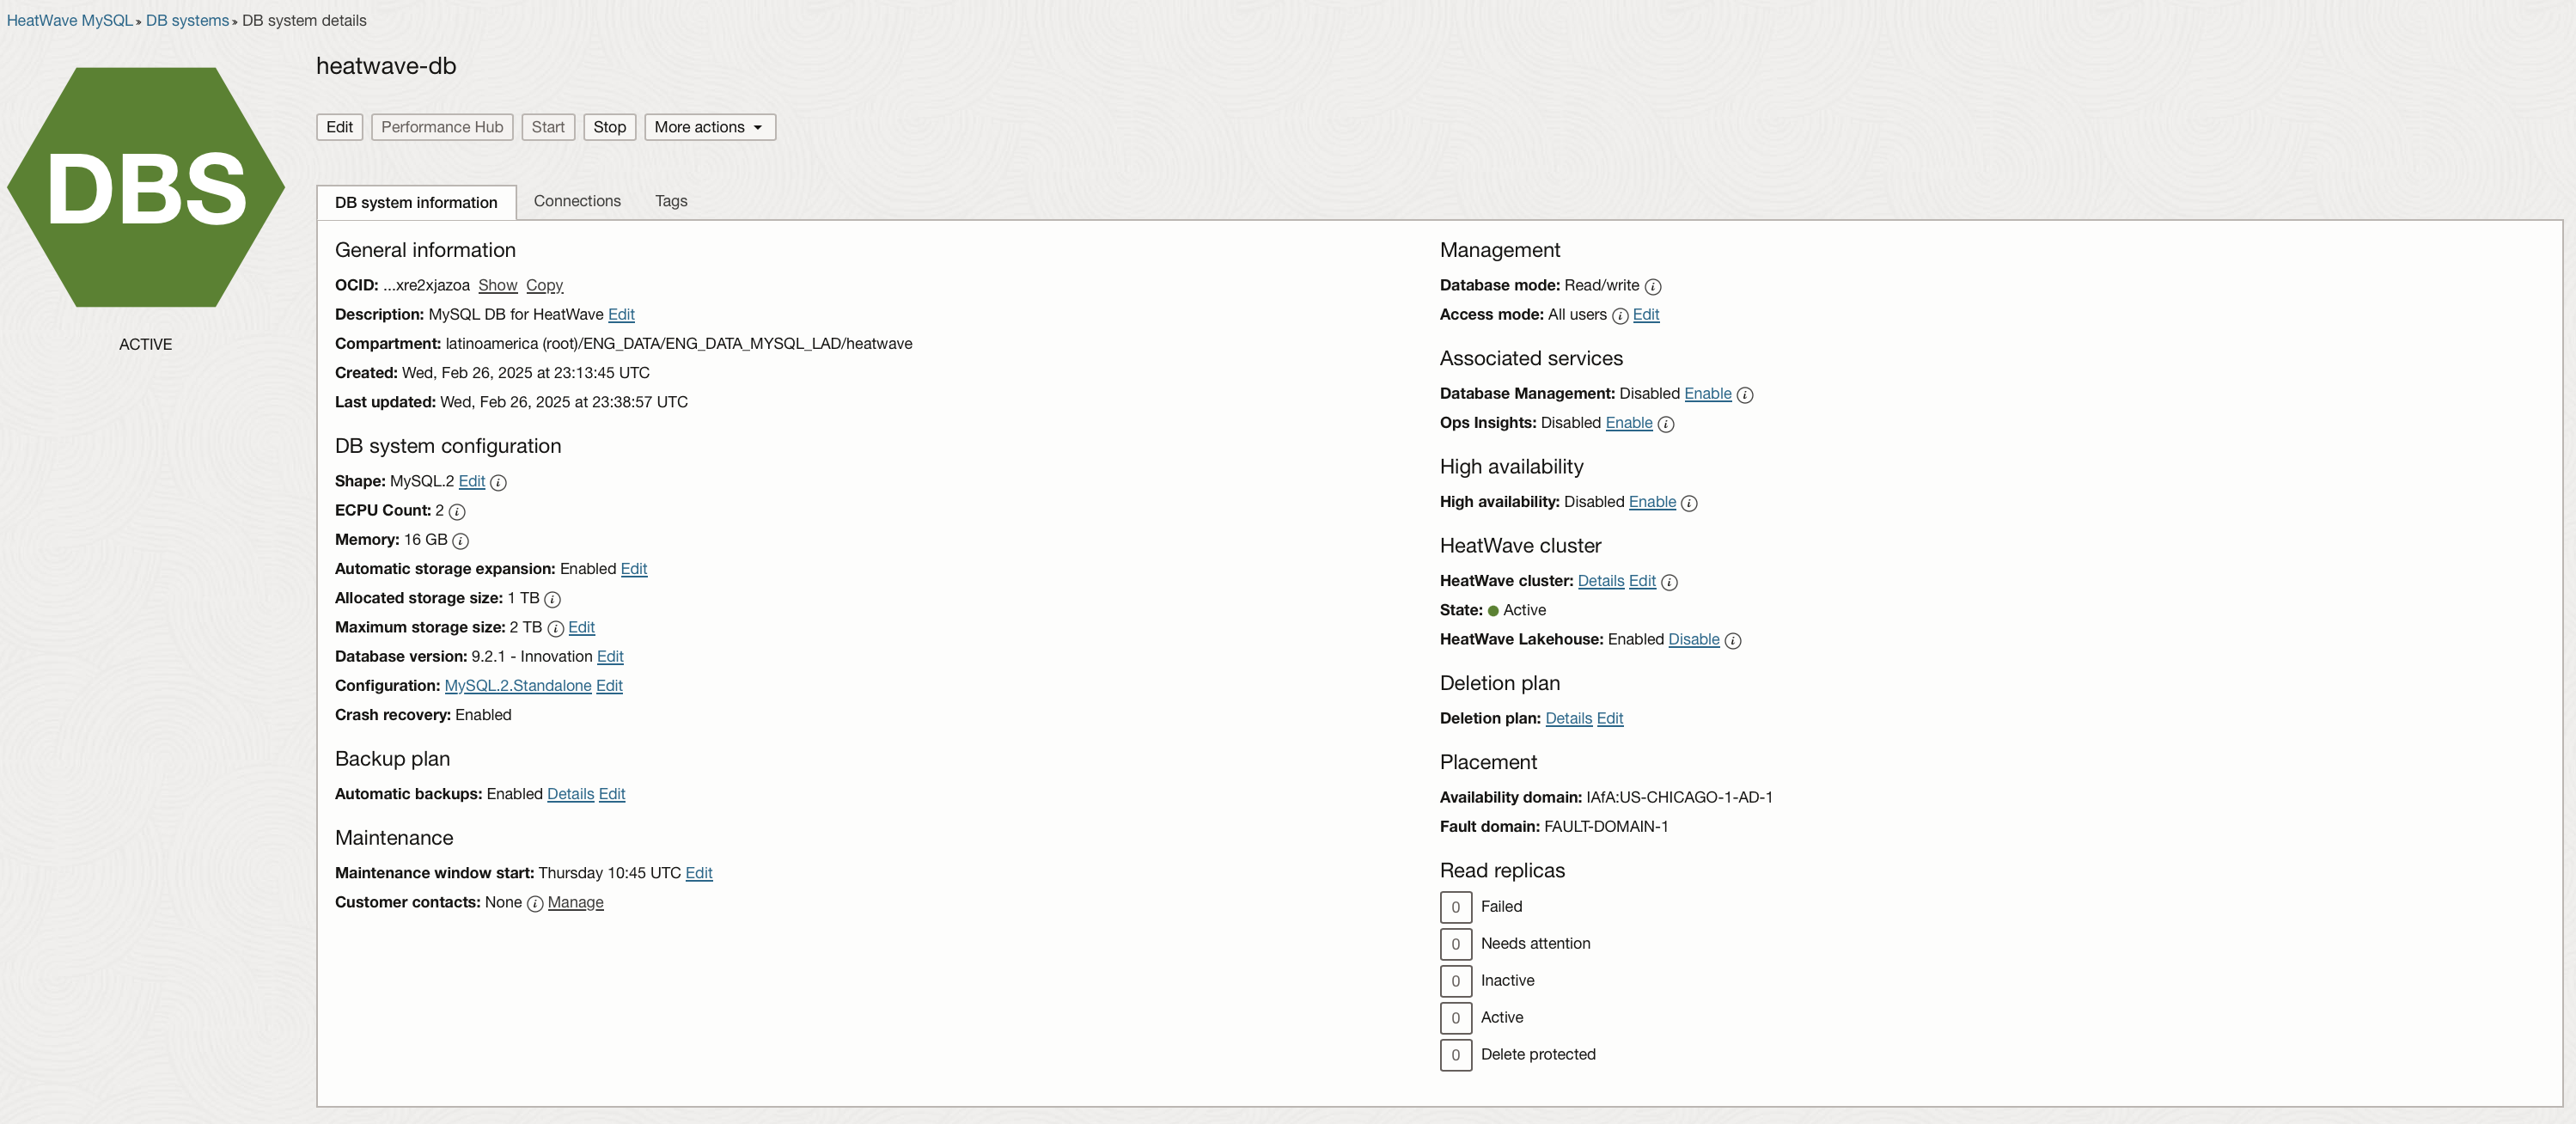 HeatWave MySQL » DB systems » DB system details
DBS
ACTIVE
heatwave-db
Edit Performance Hub Start Stop More actions
DB system information Connections Tags
General information
OCID: ...xre2xjazoa Show Copy
Description: MySQL DB for HeatWave Edit
Compartment: latinoamerica (root)/ENG_DATA/ENG_DATA_MYSQL_LAD/heatwave
Created: Wed, Feb 26, 2025 at 23:13:45 UTC
Last updated: Wed, Feb 26, 2025 at 23:38:57 UTC
DB system configuration
Shape: MySQL.2 Edit i
ECPU Count: 2 i
Memory: 16 GB i
Automatic storage expansion: Enabled Edit
Allocated storage size: 1 TB i
Maximum storage size: 2 TB i Edit
Database version: 9.2.1 - Innovation Edit
Configuration: MySQL.2.Standalone Edit
Crash recovery: Enabled
Backup plan
Automatic backups: Enabled Details Edit
Maintenance
Maintenance window start: Thursday 10:45 UTC Edit
Customer contacts: None i Manage
Management
Database mode: Read/write i
Access mode: All users i Edit
Associated services
Database Management: Disabled Enable i
Ops Insights: Disabled Enable i
High availability
High availability: Disabled Enable i
HeatWave cluster
HeatWave cluster: Details Edit i
State: Active
HeatWave Lakehouse: Enabled Disable i
Deletion plan
Deletion plan: Details Edit
Placement
Availability domain: IAfA:US-CHICAGO-1-AD-1
Fault domain: FAULT-DOMAIN-1
Read replicas
0 Failed
0 Needs attention
0 Inactive
0 Active
0 Delete protected